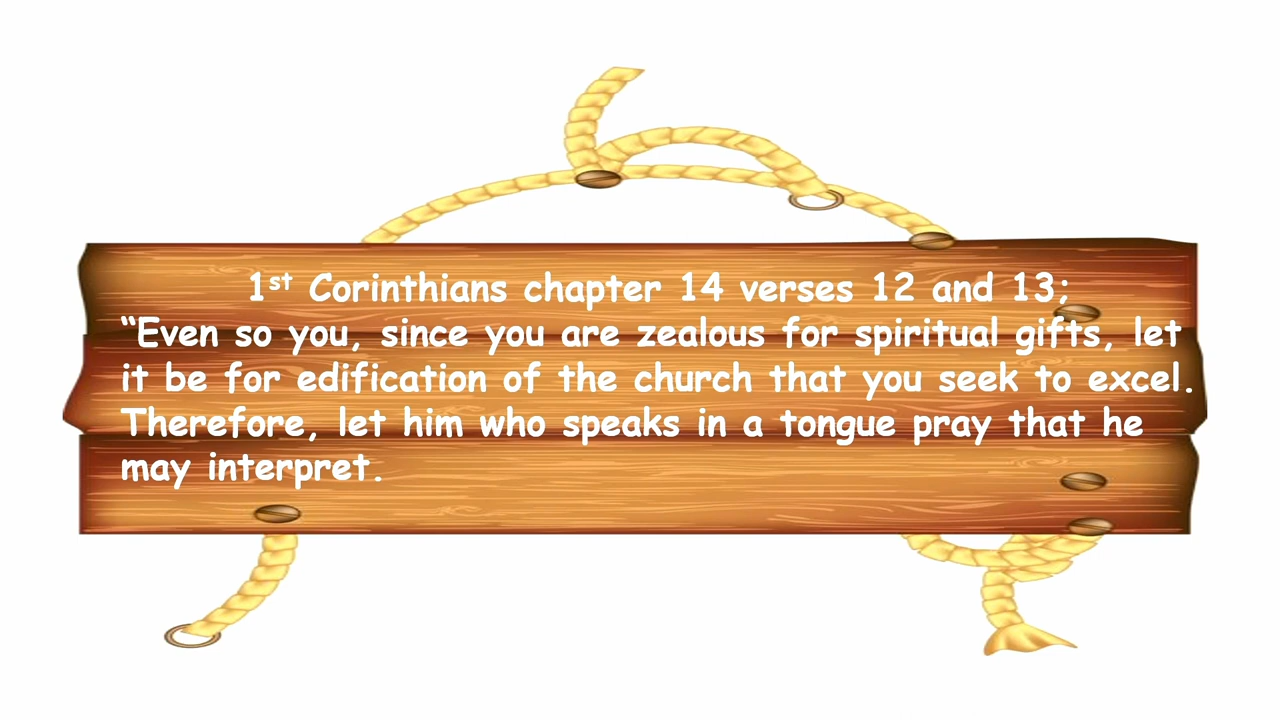 1st Corinthians chapter 14 verses 12 and 13;
“Even so you, since you are zealous for spiritual gifts, let
it be for edification of the church that you seek to excel.
Therefore, let him who speaks in a tongue pray that he
may interpret.